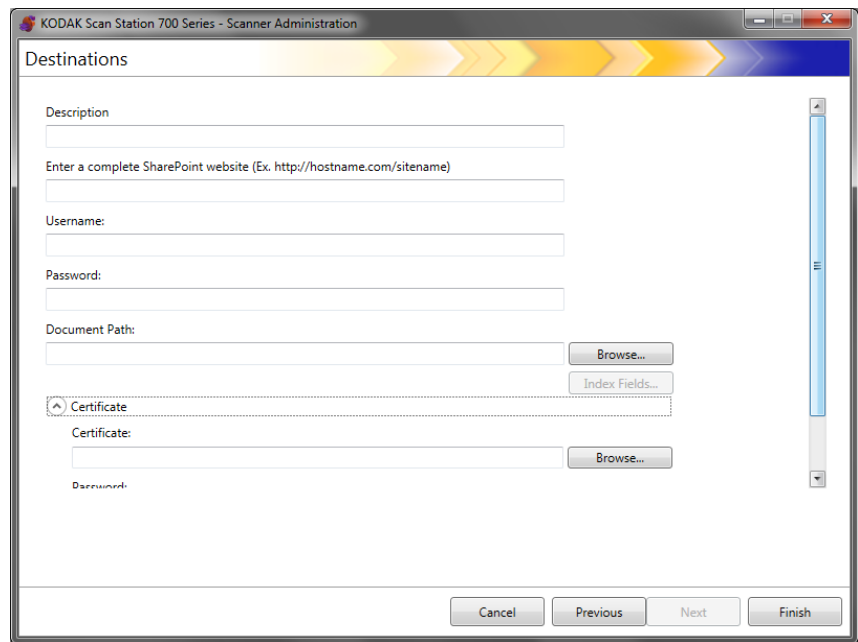 KODAK Scan Station 700 Series - Scanner Administration
Destinations
Description
Enter a complete SharePoint website (Ex. http://hostname.com/sitename)
Username:
Password:
Document Path:
Browse...
Index Fields...
Certificate
Certificate:
Browse...
Password:
Cancel Previous Next Finish